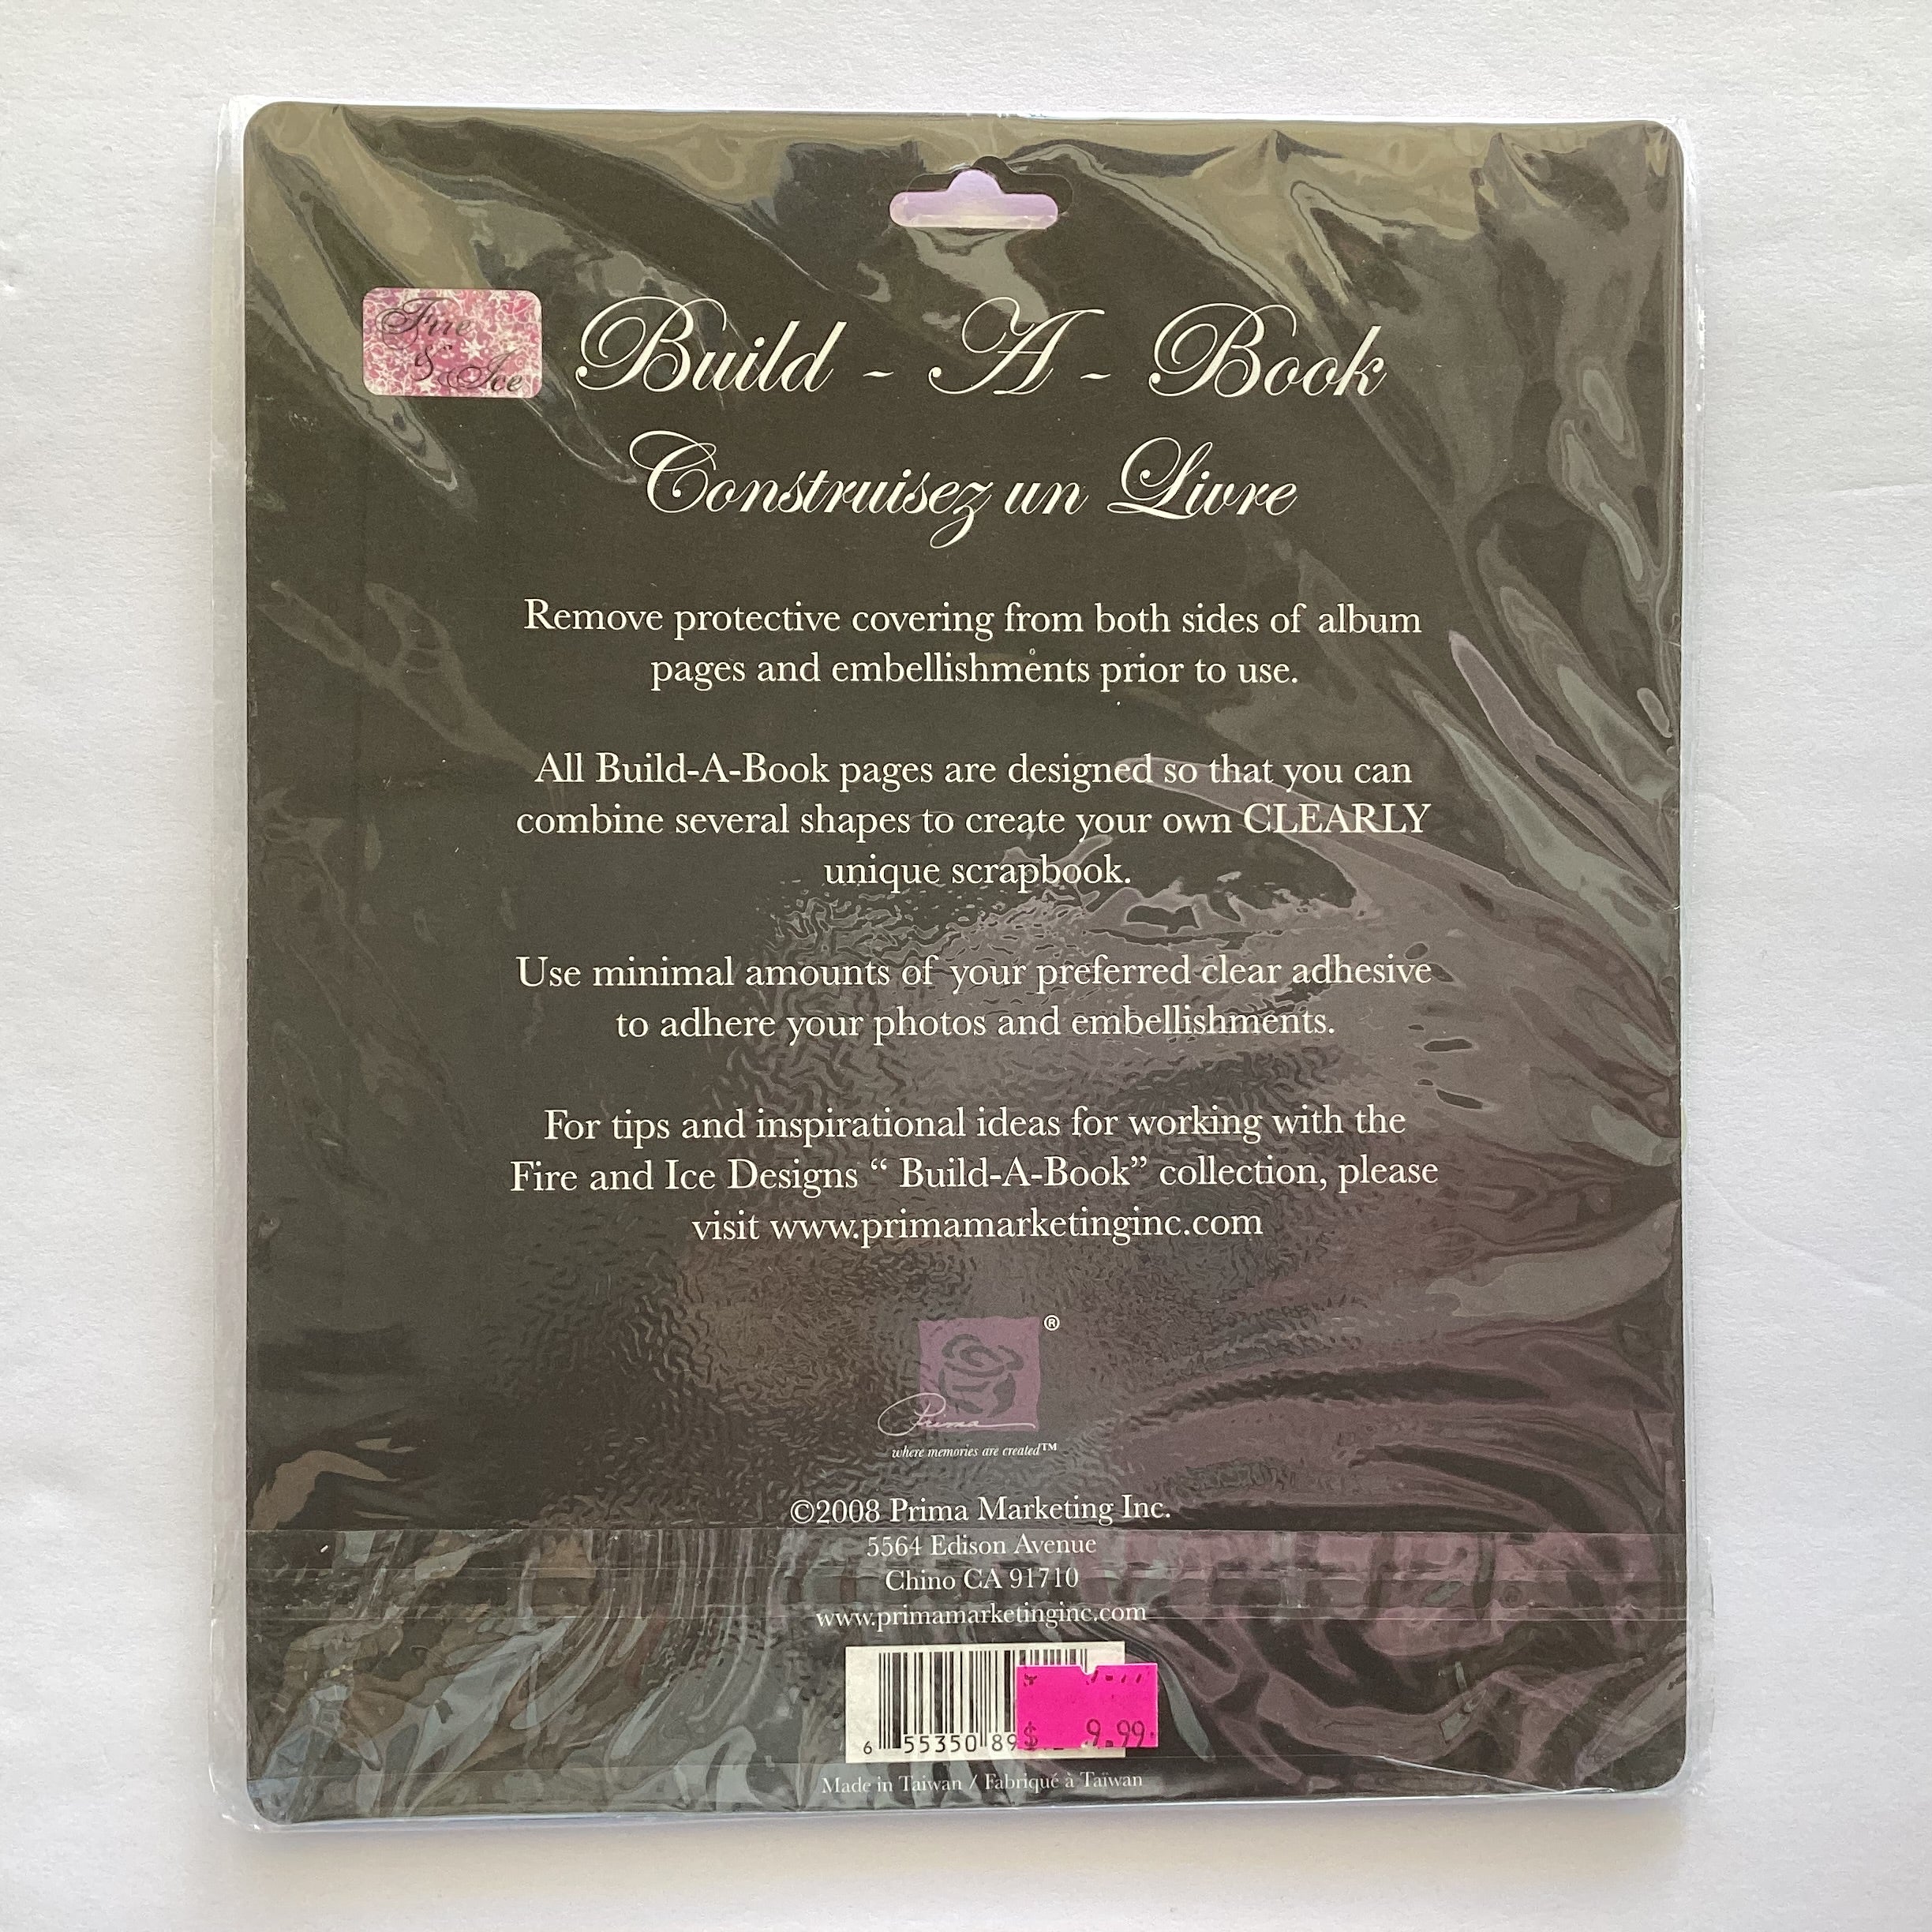 Fire
& Ice
Build - A - Book
Construisez un Livre
Remove protective covering from both sides of album
pages and embellishments prior to use.
All Build-A-Book pages are designed so that you can
combine several shapes to create your own CLEARLY
unique scrapbook.
Use minimal amounts of your preferred clear adhesive
to adhere your photos and embellishments.
For tips and inspirational ideas for working with the
Fire and Ice Designs “ Build-A-Book” collection, please
visit www.primamarketinginc.com
®
Prima
where memories are created™
©2008 Prima Marketing Inc.
5564 Edison Avenue
Chino CA 91710
www.primamarketinginc.com
$ 9.99
6 55350 89
Made in Taiwan / Fabriqué à Taïwan